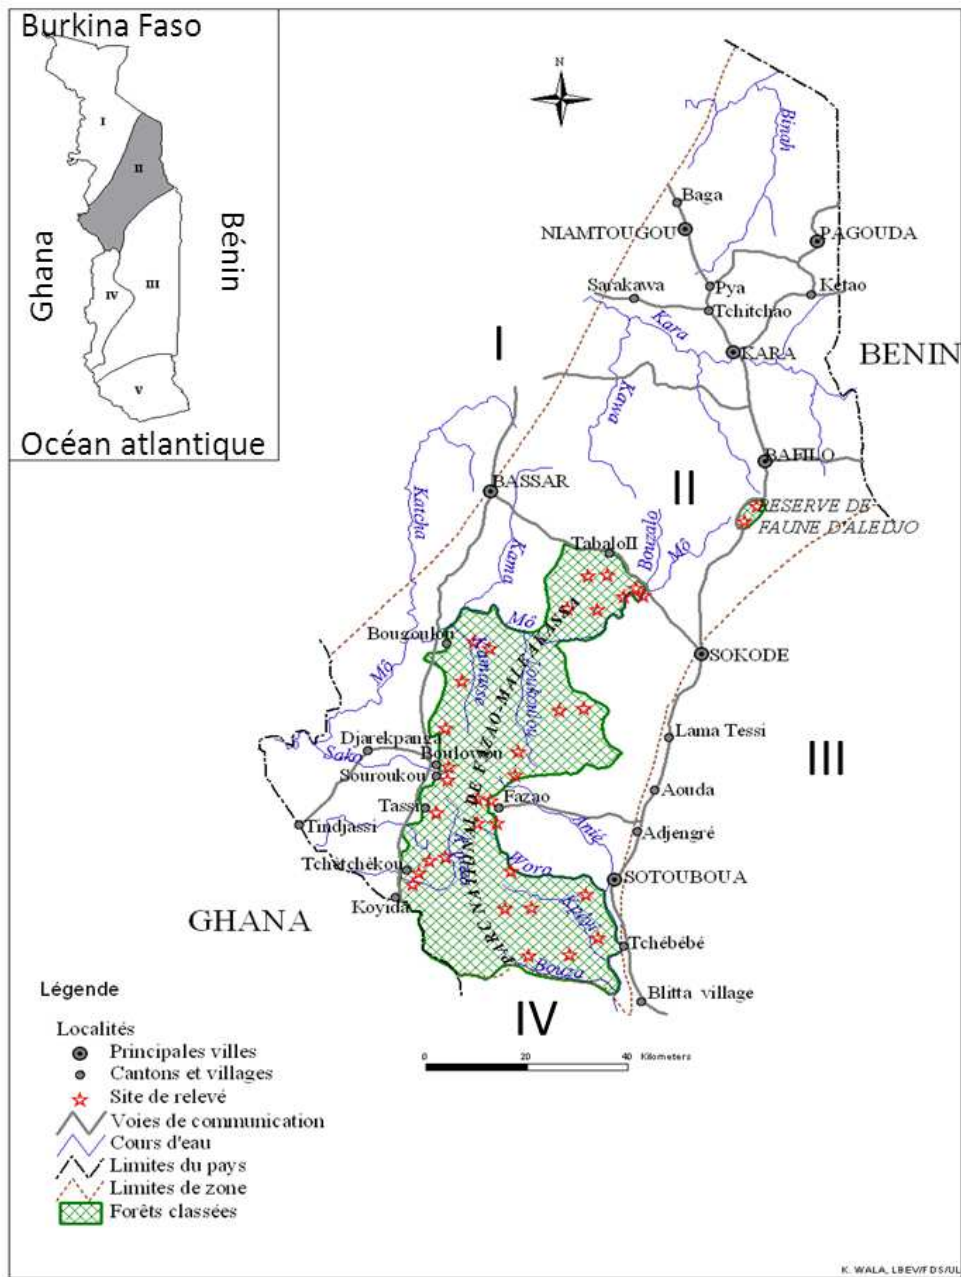 Burkina Faso
I
II
III
IV
V
Ghana
Bénin
Océan atlantique
N
Binah
Baga
NIAMTOUGOU
PAGOUDA
Sarakawa
Pya
Ketao
Tchitchao
Kara
KARA
I
BENIN
Kawa
BAFILO
BASSAR
II
Katcha
RESERVE DE
FAUNE D'ALEDJO
Kama
TabaloII
Bouzalo
Mô
Mô
Bougoulou
Kamasse
SOKODE
Mô
PARC NATIONAL DE FAZAO-MALFAKASSA
Djarekpanga
Lama Tessi
Sako
Boulowou
III
Souroukou
Aouda
Tassi
Fazao
Tindjassi
Anié
Adjengré
Tchetchékou
Woro
SOTOUBOUA
Koyida
GHANA
Tchébébé
Bouza
Blitta village
IV
Légende
0 20 40 Kilometers
Localités
Principales villes
Cantons et villages
Site de relevé
Voies de communication
Cours d'eau
Limites du pays
Limites de zone
Forêts classées
K. WALA, LBEV/FDS/UL